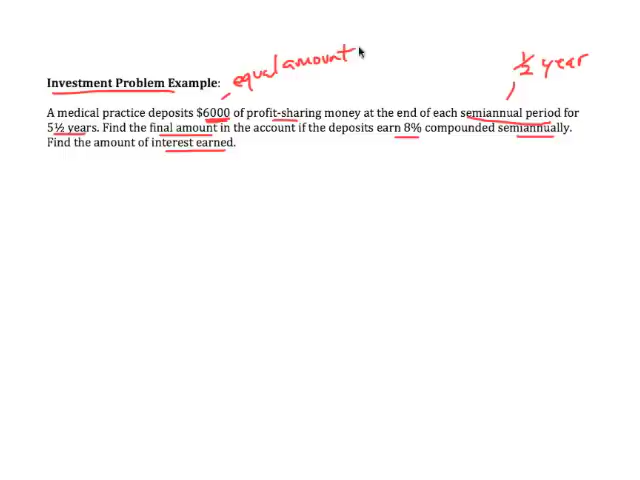 equal amount
½ year
Investment Problem Example:
A medical practice deposits $6000 of profit-sharing money at the end of each semiannual period for
5½ years. Find the final amount in the account if the deposits earn 8% compounded semiannually.
Find the amount of interest earned.